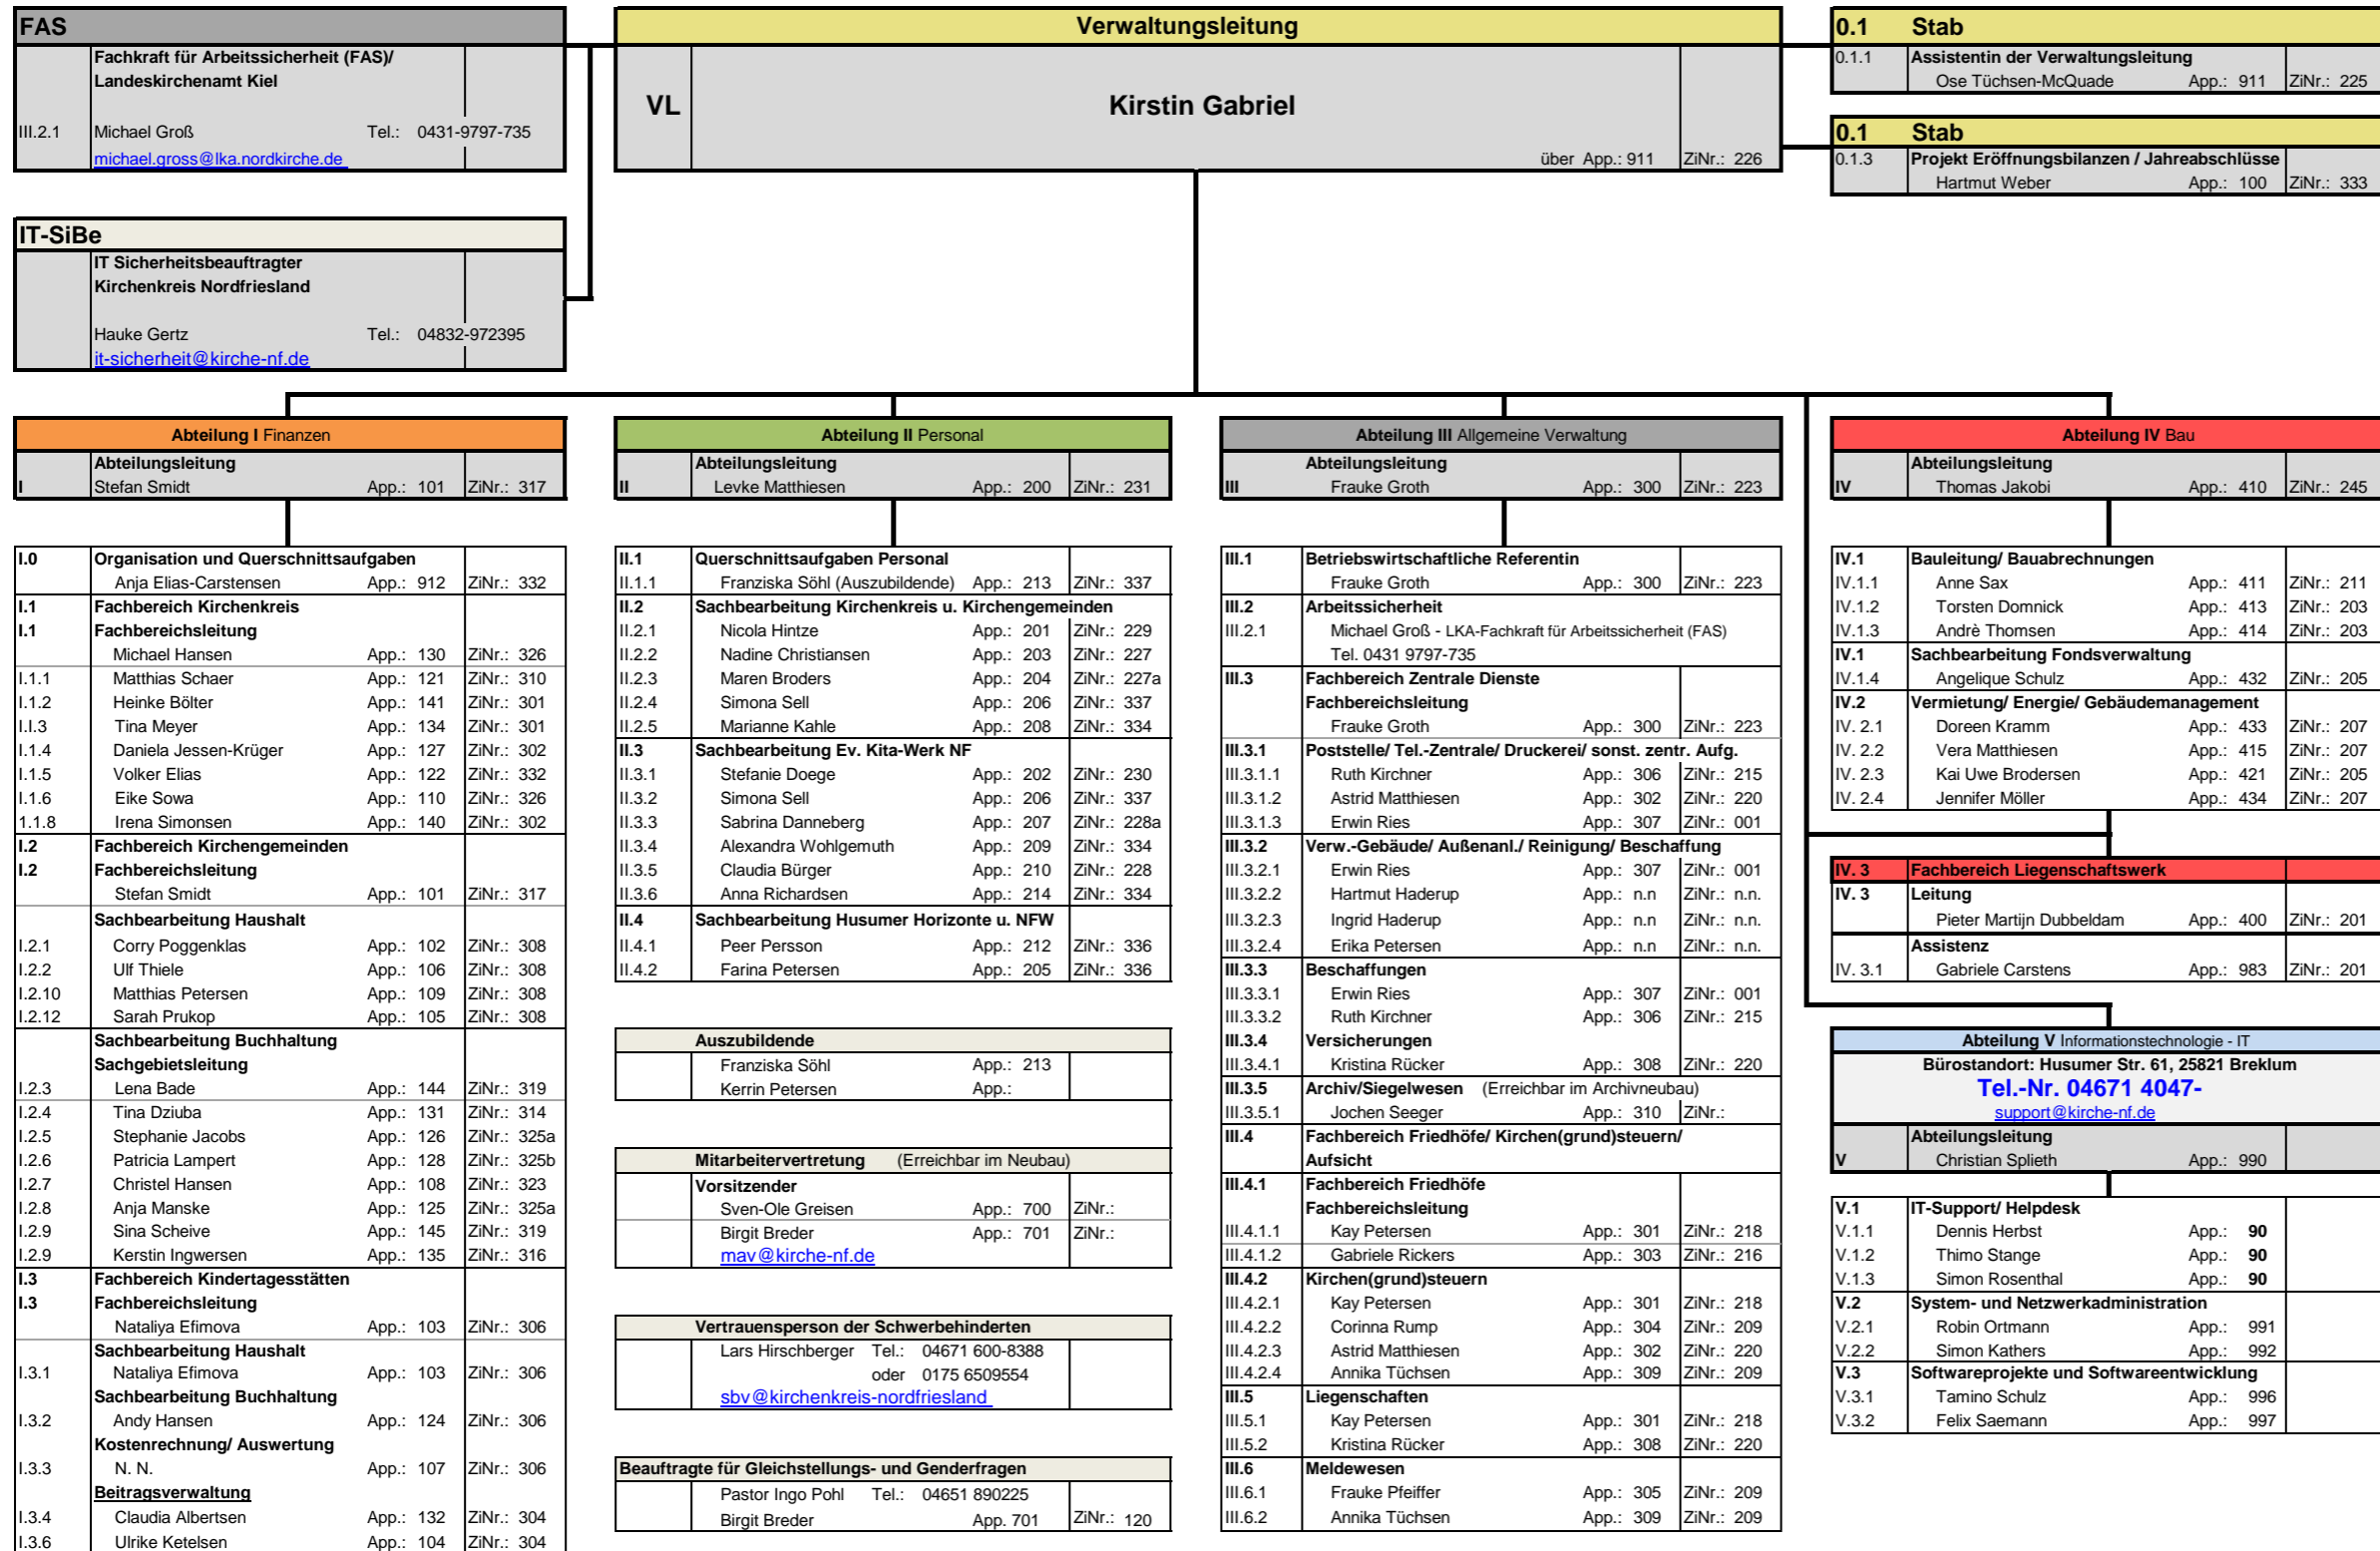 FAS
Fachkraft für Arbeitssicherheit (FAS)/
Landeskirchenamt Kiel
III.2.1 Michael Groß Tel.: 0431-9797-735
michael.gross@lka.nordkirche.de
IT-SiBe
IT Sicherheitsbeauftragter
Kirchenkreis Nordfriesland
Hauke Gertz Tel.: 04832-972395
it-sicherheit@kirche-nf.de
Verwaltungsleitung
VL Kirstin Gabriel
über App.: 911 ZiNr.: 226
0.1 Stab
0.1.1 Assistentin der Verwaltungsleitung
Ose Tüchsen-McQuade App.: 911 ZiNr.: 225
0.1 Stab
0.1.3 Projekt Eröffnungsbilanzen / Jahreabschlüsse
Hartmut Weber App.: 100 ZiNr.: 333
Abteilung I Finanzen
Abteilungsleitung
I Stefan Smidt App.: 101 ZiNr.: 317
I.0 Organisation und Querschnittsaufgaben
Anja Elias-Carstensen App.: 912 ZiNr.: 332
I.1 Fachbereich Kirchenkreis
I.1 Fachbereichsleitung
Michael Hansen App.: 130 ZiNr.: 326
I.1.1 Matthias Schaer App.: 121 ZiNr.: 310
I.1.2 Heinke Bölter App.: 141 ZiNr.: 301
I.I.3 Tina Meyer App.: 134 ZiNr.: 301
I.1.4 Daniela Jessen-Krüger App.: 127 ZiNr.: 302
I.1.5 Volker Elias App.: 122 ZiNr.: 332
I.1.6 Eike Sowa App.: 110 ZiNr.: 326
1.1.8 Irena Simonsen App.: 140 ZiNr.: 302
I.2 Fachbereich Kirchengemeinden
I.2 Fachbereichsleitung
Stefan Smidt App.: 101 ZiNr.: 317
Sachbearbeitung Haushalt
I.2.1 Corry Poggenklas App.: 102 ZiNr.: 308
I.2.2 Ulf Thiele App.: 106 ZiNr.: 308
I.2.10 Matthias Petersen App.: 109 ZiNr.: 308
I.2.12 Sarah Prukop App.: 105 ZiNr.: 308
Sachbearbeitung Buchhaltung
Sachgebietsleitung
I.2.3 Lena Bade App.: 144 ZiNr.: 319
I.2.4 Tina Dziuba App.: 131 ZiNr.: 314
I.2.5 Stephanie Jacobs App.: 126 ZiNr.: 325a
I.2.6 Patricia Lampert App.: 128 ZiNr.: 325b
I.2.7 Christel Hansen App.: 108 ZiNr.: 323
I.2.8 Anja Manske App.: 125 ZiNr.: 325a
I.2.9 Sina Scheive App.: 145 ZiNr.: 319
I.2.9 Kerstin Ingwersen App.: 135 ZiNr.: 316
I.3 Fachbereich Kindertagesstätten
I.3 Fachbereichsleitung
Nataliya Efimova App.: 103 ZiNr.: 306
Sachbearbeitung Haushalt
I.3.1 Nataliya Efimova App.: 103 ZiNr.: 306
Sachbearbeitung Buchhaltung
I.3.2 Andy Hansen App.: 124 ZiNr.: 306
Kostenrechnung/ Auswertung
I.3.3 N. N. App.: 107 ZiNr.: 306
Beitragsverwaltung
I.3.4 Claudia Albertsen App.: 132 ZiNr.: 304
I.3.6 Ulrike Ketelsen App.: 104 ZiNr.: 304
Abteilung II Personal
Abteilungsleitung
II Levke Matthiesen App.: 200 ZiNr.: 231
II.1 Querschnittsaufgaben Personal
II.1.1 Franziska Söhl (Auszubildende) App.: 213 ZiNr.: 337
II.2 Sachbearbeitung Kirchenkreis u. Kirchengemeinden
II.2.1 Nicola Hintze App.: 201 ZiNr.: 229
II.2.2 Nadine Christiansen App.: 203 ZiNr.: 227
II.2.3 Maren Broders App.: 204 ZiNr.: 227a
II.2.4 Simona Sell App.: 206 ZiNr.: 337
II.2.5 Marianne Kahle App.: 208 ZiNr.: 334
II.3 Sachbearbeitung Ev. Kita-Werk NF
II.3.1 Stefanie Doege App.: 202 ZiNr.: 230
II.3.2 Simona Sell App.: 206 ZiNr.: 337
II.3.3 Sabrina Danneberg App.: 207 ZiNr.: 228a
II.3.4 Alexandra Wohlgemuth App.: 209 ZiNr.: 334
II.3.5 Claudia Bürger App.: 210 ZiNr.: 228
II.3.6 Anna Richardsen App.: 214 ZiNr.: 334
II.4 Sachbearbeitung Husumer Horizonte u. NFW
II.4.1 Peer Persson App.: 212 ZiNr.: 336
II.4.2 Farina Petersen App.: 205 ZiNr.: 336
Auszubildende
Franziska Söhl App.: 213
Kerrin Petersen App.:
Mitarbeitervertretung (Erreichbar im Neubau)
Vorsitzender
Sven-Ole Greisen App.: 700 ZiNr.:
Birgit Breder App.: 701 ZiNr.:
mav@kirche-nf.de
Vertrauensperson der Schwerbehinderten
Lars Hirschberger Tel.: 04671 600-8388
oder 0175 6509554
sbv@kirchenkreis-nordfriesland
Beauftragte für Gleichstellungs- und Genderfragen
Pastor Ingo Pohl Tel.: 04651 890225
Birgit Breder App. 701 ZiNr.: 120
Abteilung III Allgemeine Verwaltung
Abteilungsleitung
III Frauke Groth App.: 300 ZiNr.: 223
III.1 Betriebswirtschaftliche Referentin
Frauke Groth App.: 300 ZiNr.: 223
III.2 Arbeitssicherheit
III.2.1 Michael Groß - LKA-Fachkraft für Arbeitssicherheit (FAS)
Tel. 0431 9797-735
III.3 Fachbereich Zentrale Dienste
Fachbereichsleitung
Frauke Groth App.: 300 ZiNr.: 223
III.3.1 Poststelle/ Tel.-Zentrale/ Druckerei/ sonst. zentr. Aufg.
III.3.1.1 Ruth Kirchner App.: 306 ZiNr.: 215
III.3.1.2 Astrid Matthiesen App.: 302 ZiNr.: 220
III.3.1.3 Erwin Ries App.: 307 ZiNr.: 001
III.3.2 Verw.-Gebäude/ Außenanl./ Reinigung/ Beschaffung
III.3.2.1 Erwin Ries App.: 307 ZiNr.: 001
III.3.2.2 Hartmut Haderup App.: n.n ZiNr.: n.n.
III.3.2.3 Ingrid Haderup App.: n.n ZiNr.: n.n.
III.3.2.4 Erika Petersen App.: n.n ZiNr.: n.n.
III.3.3 Beschaffungen
III.3.3.1 Erwin Ries App.: 307 ZiNr.: 001
III.3.3.2 Ruth Kirchner App.: 306 ZiNr.: 215
III.3.4 Versicherungen
III.3.4.1 Kristina Rücker App.: 308 ZiNr.: 220
III.3.5 Archiv/Siegelwesen (Erreichbar im Archivneubau)
III.3.5.1 Jochen Seeger App.: 310 ZiNr.:
III.4 Fachbereich Friedhöfe/ Kirchen(grund)steuern/
Aufsicht
III.4.1 Fachbereich Friedhöfe
Fachbereichsleitung
III.4.1.1 Kay Petersen App.: 301 ZiNr.: 218
III.4.1.2 Gabriele Rickers App.: 303 ZiNr.: 216
III.4.2 Kirchen(grund)steuern
III.4.2.1 Kay Petersen App.: 301 ZiNr.: 218
III.4.2.2 Corinna Rump App.: 304 ZiNr.: 209
III.4.2.3 Astrid Matthiesen App.: 302 ZiNr.: 220
III.4.2.4 Annika Tüchsen App.: 309 ZiNr.: 209
III.5 Liegenschaften
III.5.1 Kay Petersen App.: 301 ZiNr.: 218
III.5.2 Kristina Rücker App.: 308 ZiNr.: 220
III.6 Meldewesen
III.6.1 Frauke Pfeiffer App.: 305 ZiNr.: 209
III.6.2 Annika Tüchsen App.: 309 ZiNr.: 209
Abteilung IV Bau
Abteilungsleitung
IV Thomas Jakobi App.: 410 ZiNr.: 245
IV.1 Bauleitung/ Bauabrechnungen
IV.1.1 Anne Sax App.: 411 ZiNr.: 211
IV.1.2 Torsten Domnick App.: 413 ZiNr.: 203
IV.1.3 Andrè Thomsen App.: 414 ZiNr.: 203
IV.1 Sachbearbeitung Fondsverwaltung
IV.1.4 Angelique Schulz App.: 432 ZiNr.: 205
IV.2 Vermietung/ Energie/ Gebäudemanagement
IV. 2.1 Doreen Kramm App.: 433 ZiNr.: 207
IV. 2.2 Vera Matthiesen App.: 415 ZiNr.: 207
IV. 2.3 Kai Uwe Brodersen App.: 421 ZiNr.: 205
IV. 2.4 Jennifer Möller App.: 434 ZiNr.: 207
IV. 3 Fachbereich Liegenschaftswerk
IV. 3 Leitung
Pieter Martijn Dubbeldam App.: 400 ZiNr.: 201
Assistenz
IV. 3.1 Gabriele Carstens App.: 983 ZiNr.: 201
Abteilung V Informationstechnologie - IT
Bürostandort: Husumer Str. 61, 25821 Breklum
Tel.-Nr. 04671 4047-
support@kirche-nf.de
Abteilungsleitung
V Christian Splieth App.: 990
V.1 IT-Support/ Helpdesk
V.1.1 Dennis Herbst App.: 90
V.1.2 Thimo Stange App.: 90
V.1.3 Simon Rosenthal App.: 90
V.2 System- und Netzwerkadministration
V.2.1 Robin Ortmann App.: 991
V.2.2 Simon Kathers App.: 992
V.3 Softwareprojekte und Softwareentwicklung
V.3.1 Tamino Schulz App.: 996
V.3.2 Felix Saemann App.: 997